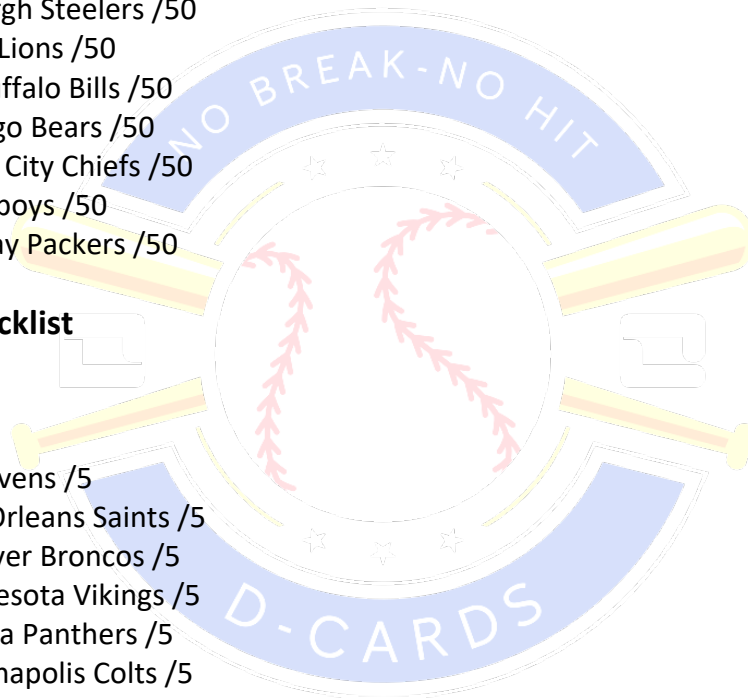 gh Steelers /50
Lions /50
ffalo Bills /50
go Bears /50
City Chiefs /50
boys /50
ay Packers /50
cklist
vens /5
Orleans Saints /5
ver Broncos /5
esota Vikings /5
a Panthers /5
napolis Colts /5
NO BREAK-NO HIT
D-CARDS